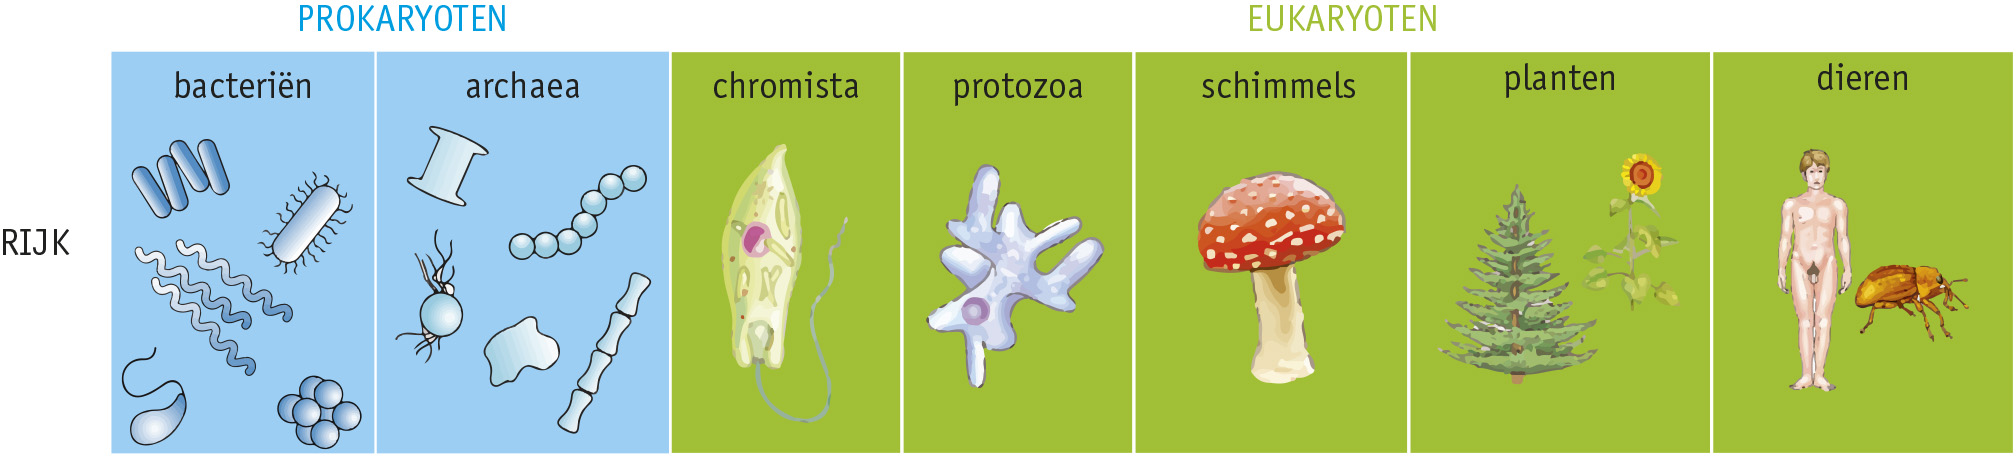 PROKARYOTEN EUKARYOTEN
bacteriën archaea chromista protozoa schimmels planten dieren
RIJK